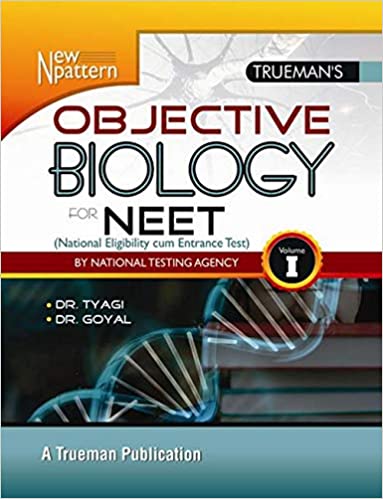 New
Npattern
TRUEMAN'S
OBJECTIVE
BIOLOGY
FOR NEET
(National Eligibility cum Entrance Test)
BY NATIONAL TESTING AGENCY
Volume
I
• DR. TYAGI
• DR. GOYAL
A Trueman Publication